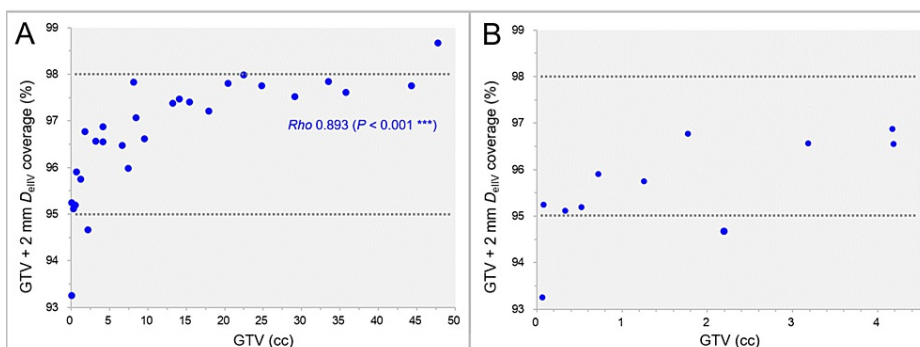 A
GTV + 2 mm DeIIV coverage (%)
99
98
97
96
95
94
93
Rho 0.893 (P < 0.001 ***)
0 5 10 15 20 25 30 35 40 45 50
GTV (cc)
B
GTV + 2 mm DeIIV coverage (%)
99
98
97
96
95
94
93
0 1 2 3 4
GTV (cc)